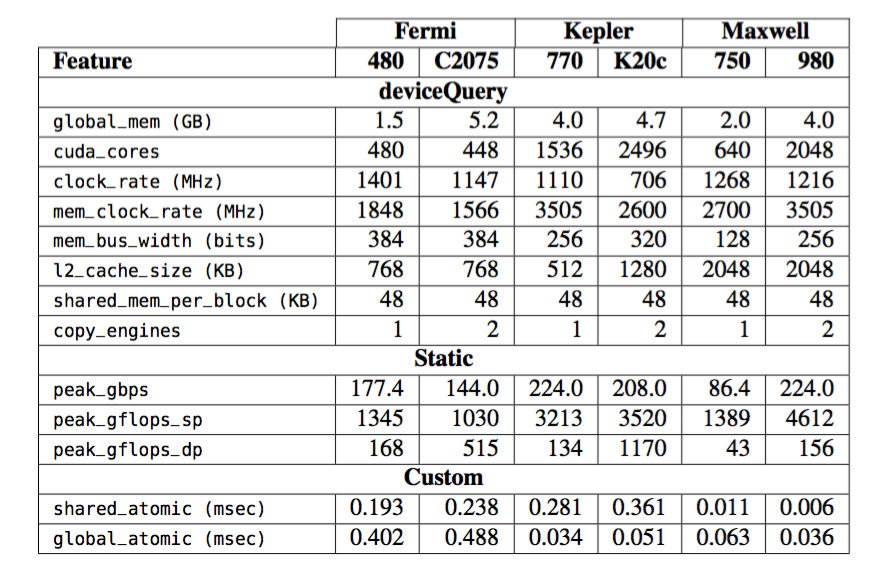 Fermi Kepler Maxwell
Feature 480 C2075 770 K20c 750 980
deviceQuery
global_mem (GB) 1.5 5.2 4.0 4.7 2.0 4.0
cuda_cores 480 448 1536 2496 640 2048
clock_rate (MHz) 1401 1147 1110 706 1268 1216
mem_clock_rate (MHz) 1848 1566 3505 2600 2700 3505
mem_bus_width (bits) 384 384 256 320 128 256
l2_cache_size (KB) 768 768 512 1280 2048 2048
shared_mem_per_block (KB) 48 48 48 48 48 48
copy_engines 1 2 1 2 1 2
Static
peak_gbps 177.4 144.0 224.0 208.0 86.4 224.0
peak_gflops_sp 1345 1030 3213 3520 1389 4612
peak_gflops_dp 168 515 134 1170 43 156
Custom
shared_atomic (msec) 0.193 0.238 0.281 0.361 0.011 0.006
global_atomic (msec) 0.402 0.488 0.034 0.051 0.063 0.036